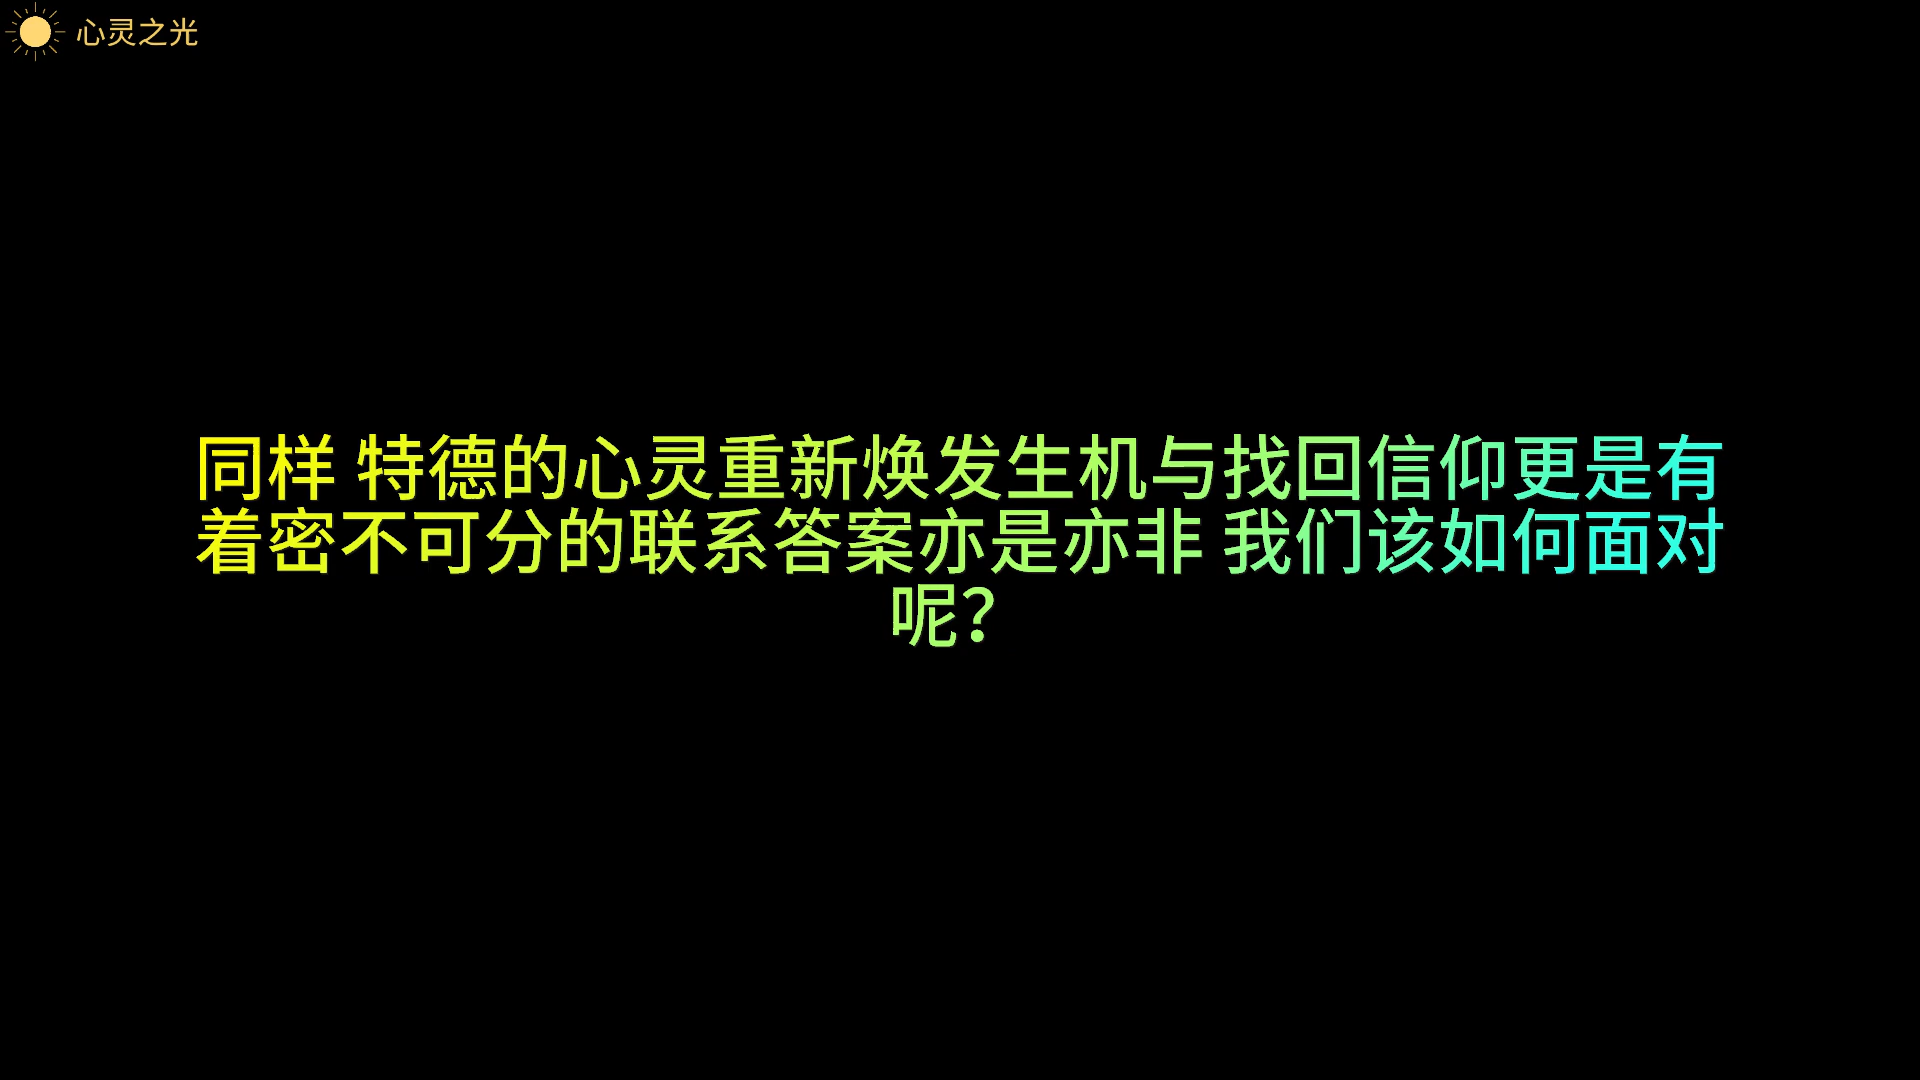 心灵之光
同样 特德的心灵重新焕发生机与找回信仰更是有
着密不可分的联系答案亦是亦非 我们该如何面对
呢？